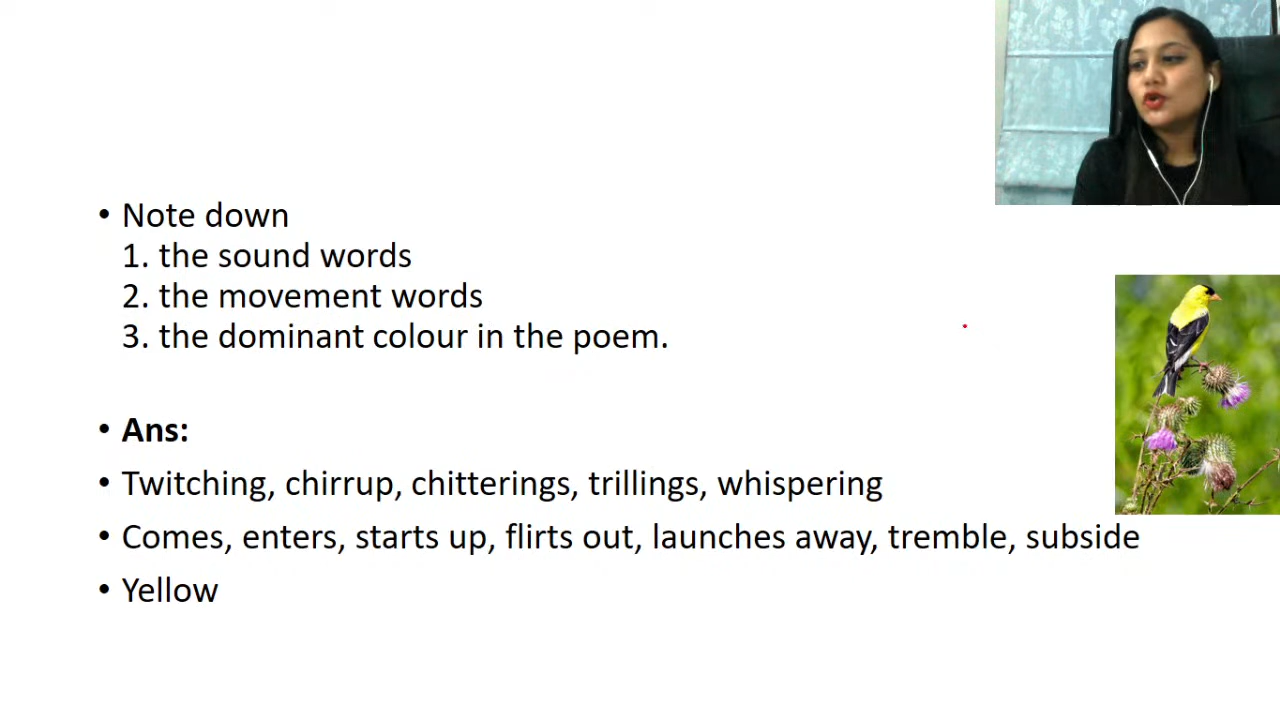 • Note down
1. the sound words
2. the movement words
3. the dominant colour in the poem.
• Ans:
• Twitching, chirrup, chitterings, trillings, whispering
• Comes, enters, starts up, flirts out, launches away, tremble, subside
• Yellow